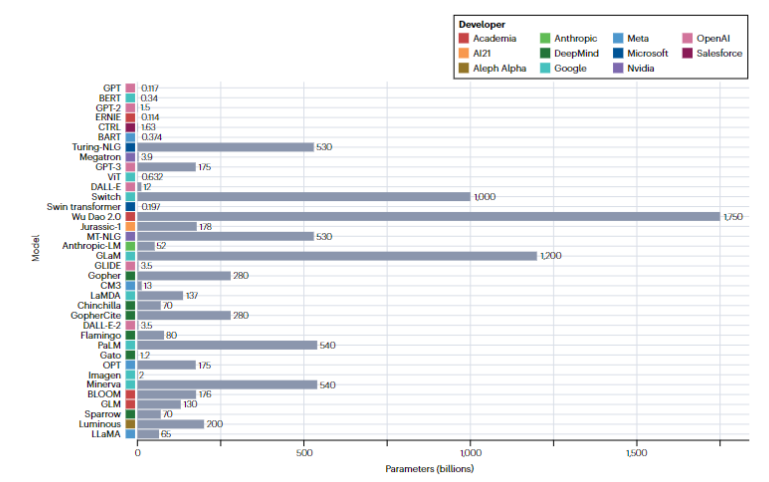 Developer
Academia Anthropic Meta OpenAI
AI21 DeepMind Microsoft Salesforce
Aleph Alpha Google Nvidia
GPT 0.117
BERT 0.34
GPT-2 1.5
ERNIE 0.114
CTRL 1.63
BART 0.374
Turing-NLG 530
Megatron 3.9
GPT-3 175
ViT 0.632
DALL-E 12
Switch 1,000
Swin transformer 0.197
Wu Dao 2.0 1,750
Jurassic-1 178
MT-NLG 530
Anthropic-LM 52
GLaM 1,200
GLIDE 3.5
Gopher 280
CM3 13
LaMDA 137
Chinchilla 70
GopherCite 280
DALL-E-2 3.5
Flamingo 80
PaLM 540
Gato 1.2
OPT 175
Imagen 2
Minerva 540
BLOOM 176
GLM 130
Sparrow 70
Luminous 200
LLaMA 65
Model
0 500 1,000 1,500
Parameters (billions)